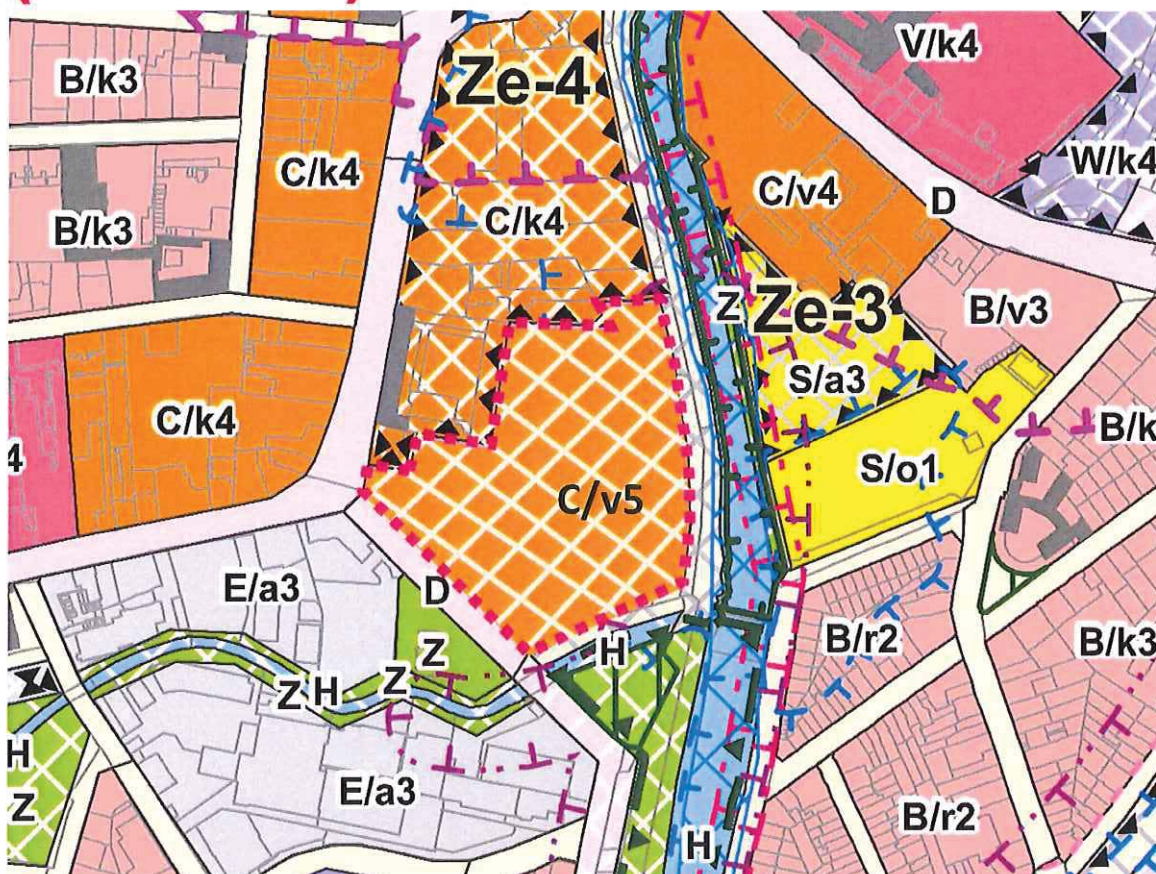 V/k4
B/k3
Ze-4
W/k4
C/k4
C/v4
D
C/k4
B/k3
Z
Ze-3
B/v3
S/a3
C/k4
4
B/k
S/o1
C/v5
E/a3
D
B/r2
H
B/k3
Z
Z
H
Z
H
E/a3
Z
B/r2
H